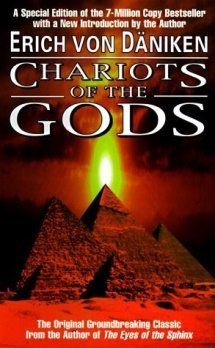 A Special Edition of the 7-Million Copy Bestseller
with a New Introduction by the Author
ERICH VON DÄNIKEN
CHARIOTS
OF THE
GODS
The Original Groundbreaking Classic
from the Author of The Eyes of the Sphinx